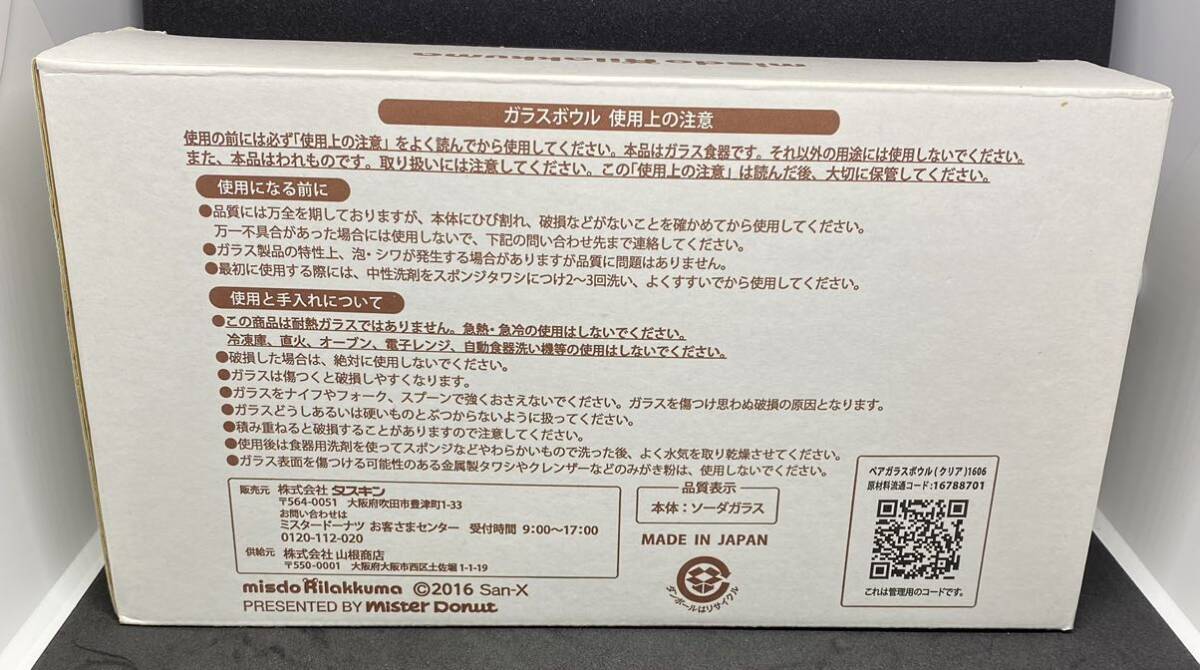 misdo Rilakkuma
ガラスボウル 使用上の注意
使用の前には必ず「使用上の注意」をよく読んでから使用してください。本品はガラス食器です。それ以外の用途には使用しないでください。
また、本品はわれものです。取り扱いには注意してください。この「使用上の注意」は読んだ後、大切に保管してください。
使用になる前に
●品質には万全を期しておりますが、本体にひび割れ、破損などがないことを確かめてから使用してください。
万一不具合があった場合には使用しないで、下記の問い合わせ先まで連絡してください。
●ガラス製品の特性上、泡・シワが発生する場合がありますが品質に問題はありません。
●最初に使用する際には、中性洗剤をスポンジタワシにつけ2〜3回洗い、よくすすいでから使用してください。
使用と手入れについて
●この商品は耐熱ガラスではありません。急熱・急冷の使用はしないでください。
冷凍庫、直火、オーブン、電子レンジ、自動食器洗い機等の使用はしないでください。
●破損した場合は、絶対に使用しないでください。
●ガラスは傷つくと破損しやすくなります。
●ガラスをナイフやフォーク、スプーンで強くおさえないでください。ガラスを傷つけ思わぬ破損の原因となります。
●ガラスどうしあるいは硬いものとぶつからないように扱ってください。
●積み重ねると破損することがありますので注意してください。
●使用後は食器用洗剤を使ってスポンジなどやわらかいもので洗った後、よく水気を取り乾燥させてください。
●ガラス表面を傷つける可能性のある金属製タワシやクレンザーなどのみがき粉は、使用しないでください。
販売元 株式会社 ダスキン
〒564-0051 大阪府吹田市豊津町1-33
お問い合わせは
ミスタードーナツ お客さまセンター 受付時間 9:00〜17:00
0120-112-020
供給元 株式会社 山根商店
〒550-0001 大阪府大阪市西区土佐堀 1-1-19
misdo Rilakkuma ©2016 San-X
PRESENTED BY Mister Donut
品質表示
本体：ソーダガラス
MADE IN JAPAN
ダンボールはリサイクル
ペアガラスボウル(クリア)1606
原材料流通コード:16788701
これは管理用のコードです。